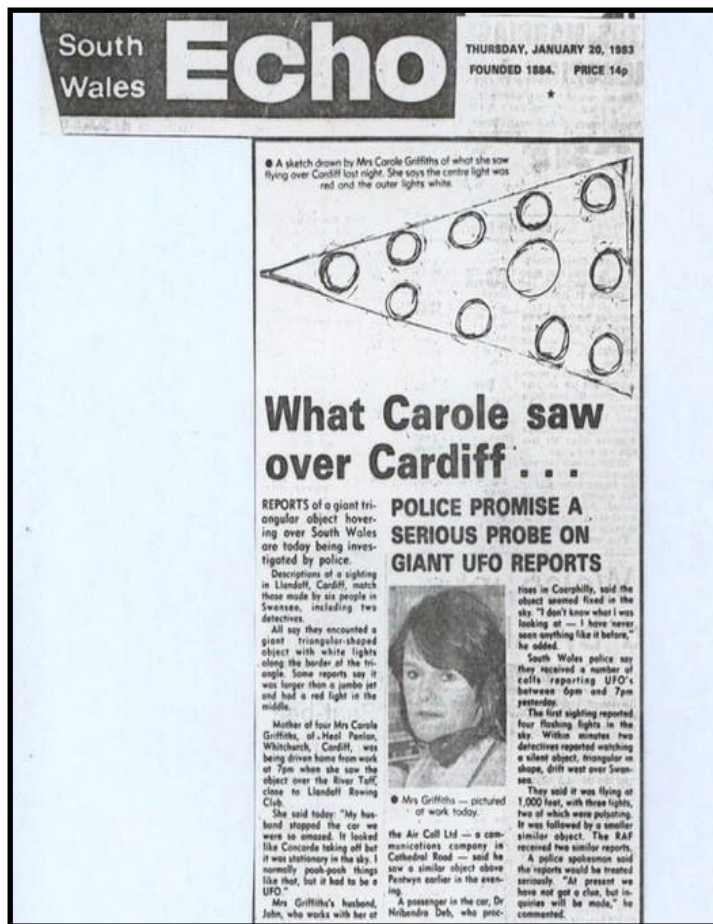 South
Wales
Echo
THURSDAY, JANUARY 20, 1983
FOUNDED 1884. PRICE 14p
★
● A sketch drawn by Mrs Carole Griffiths of what she saw
flying over Cardiff last night. She says the centre light was
red and the outer lights white.
What Carole saw
over Cardiff . . .
REPORTS of a giant tri-
angular object hover-
ing over South Wales
are today being inves-
tigated by police.
Descriptions of a sighting
in Llandaff, Cardiff, match
those made by six people in
Swansea, including two
detectives.
All say they encountered a
giant triangular-shaped
object with white lights
along the border of the tri-
angle. Some reports say it
was larger than a jumbo jet
and had a red light in the
middle.
Mother of four Mrs Carole
Griffiths, of Heol Penlan,
Whitchurch, Cardiff, was
being driven home from work
at 7pm when she saw the
object over the River Taff,
close to Llandaff Rowing
Club.
She said today: "My hus-
band stopped the car we
were so amazed. It looked
like Concorde taking off but
it was stationary in the sky. I
normally pooh-pooh things
like that, but it had to be a
UFO."
Mrs Griffiths's husband,
John, who works with her at
POLICE PROMISE A
SERIOUS PROBE ON
GIANT UFO REPORTS
● Mrs Griffiths — pictured
at work today.
the Air Call Ltd — a com-
munications company in
Cathedral Road — said he
saw a similar object above
Pentwyn earlier in the even-
ing.
A passenger in the car, Dr
Nribendra Deb, who prac-
tises in Caerphilly, said the
object seemed fixed in the
sky. "I don't know what I was
looking at — I have never
seen anything like it before,"
he added.
South Wales police say
they received a number of
calls reporting UFO's
between 6pm and 7pm
yesterday.
The first sighting reported
four flashing lights in the
sky. Within minutes two
detectives reported watching
a silent object, triangular in
shape, drift west over Swan-
sea.
They said it was flying at
1,000 feet, with three lights,
two of which were pulsating.
It was followed by a smaller
similar object. The RAF
received two similar reports.
A police spokesman said
the reports would be treated
seriously. "At present we
have not got a clue, but in-
quiries will be made," he
commented.